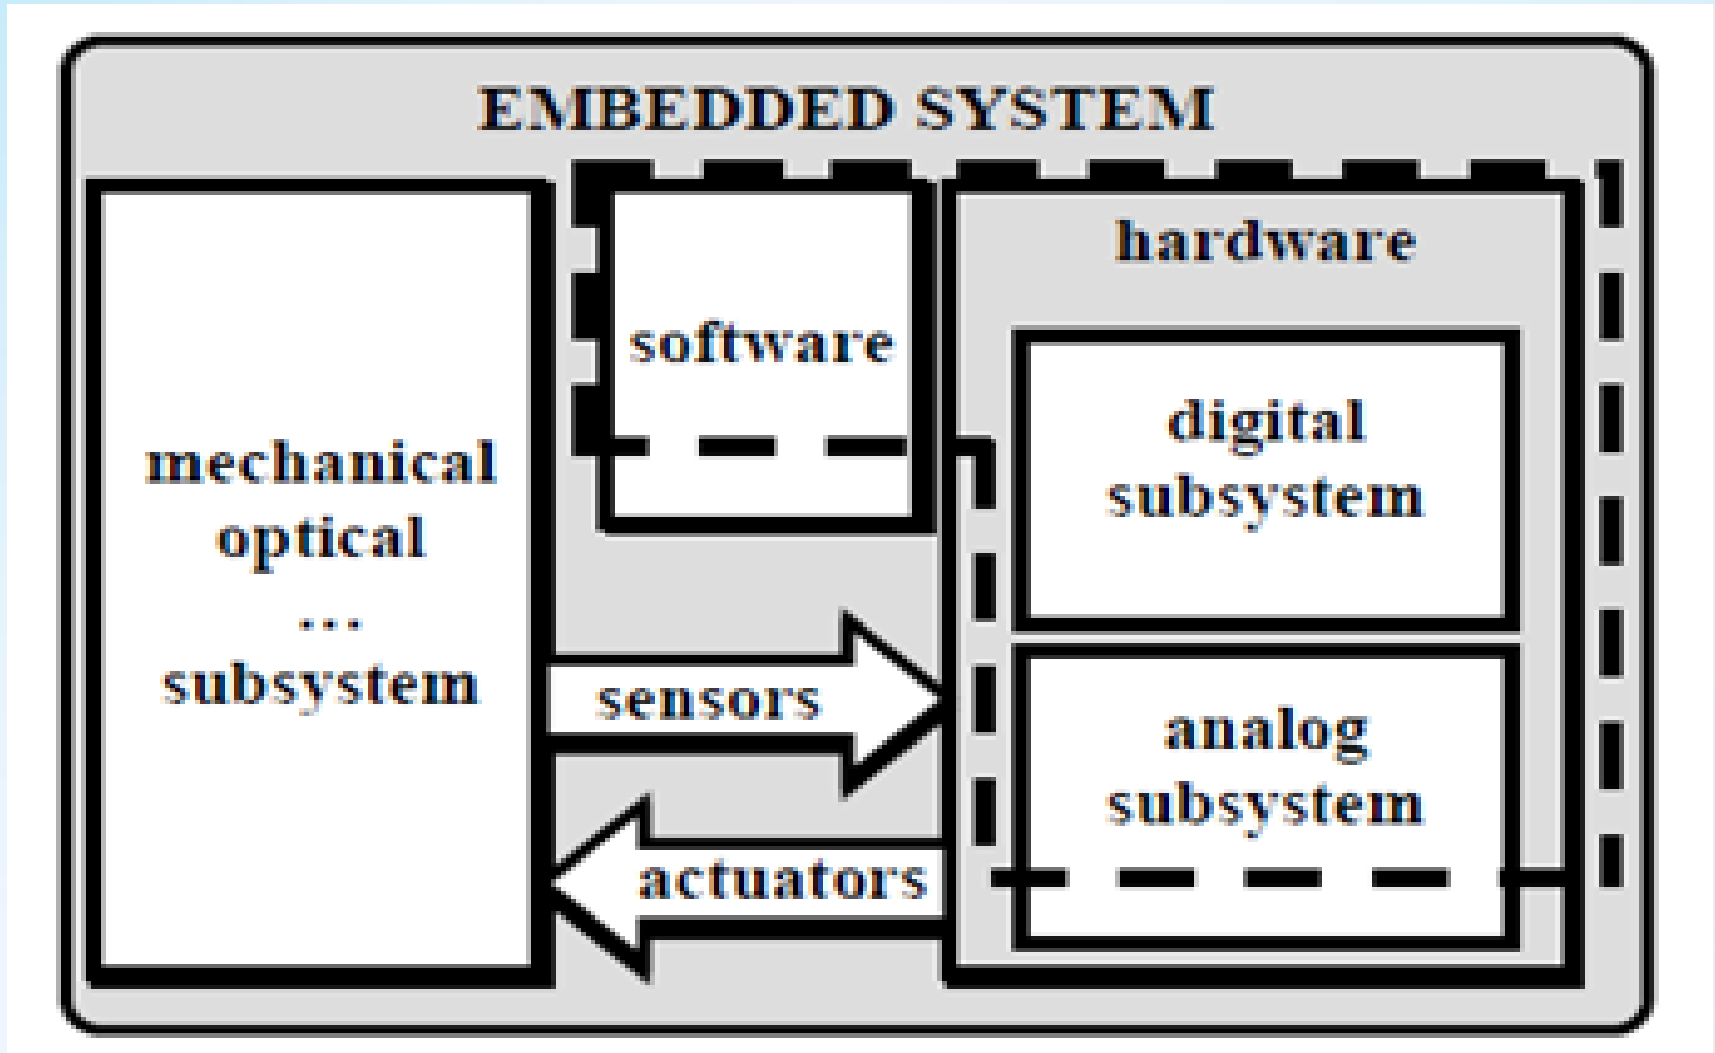 EMBEDDED SYSTEM
mechanical
optical
...
subsystem
software
sensors
actuators
hardware
digital
subsystem
analog
subsystem